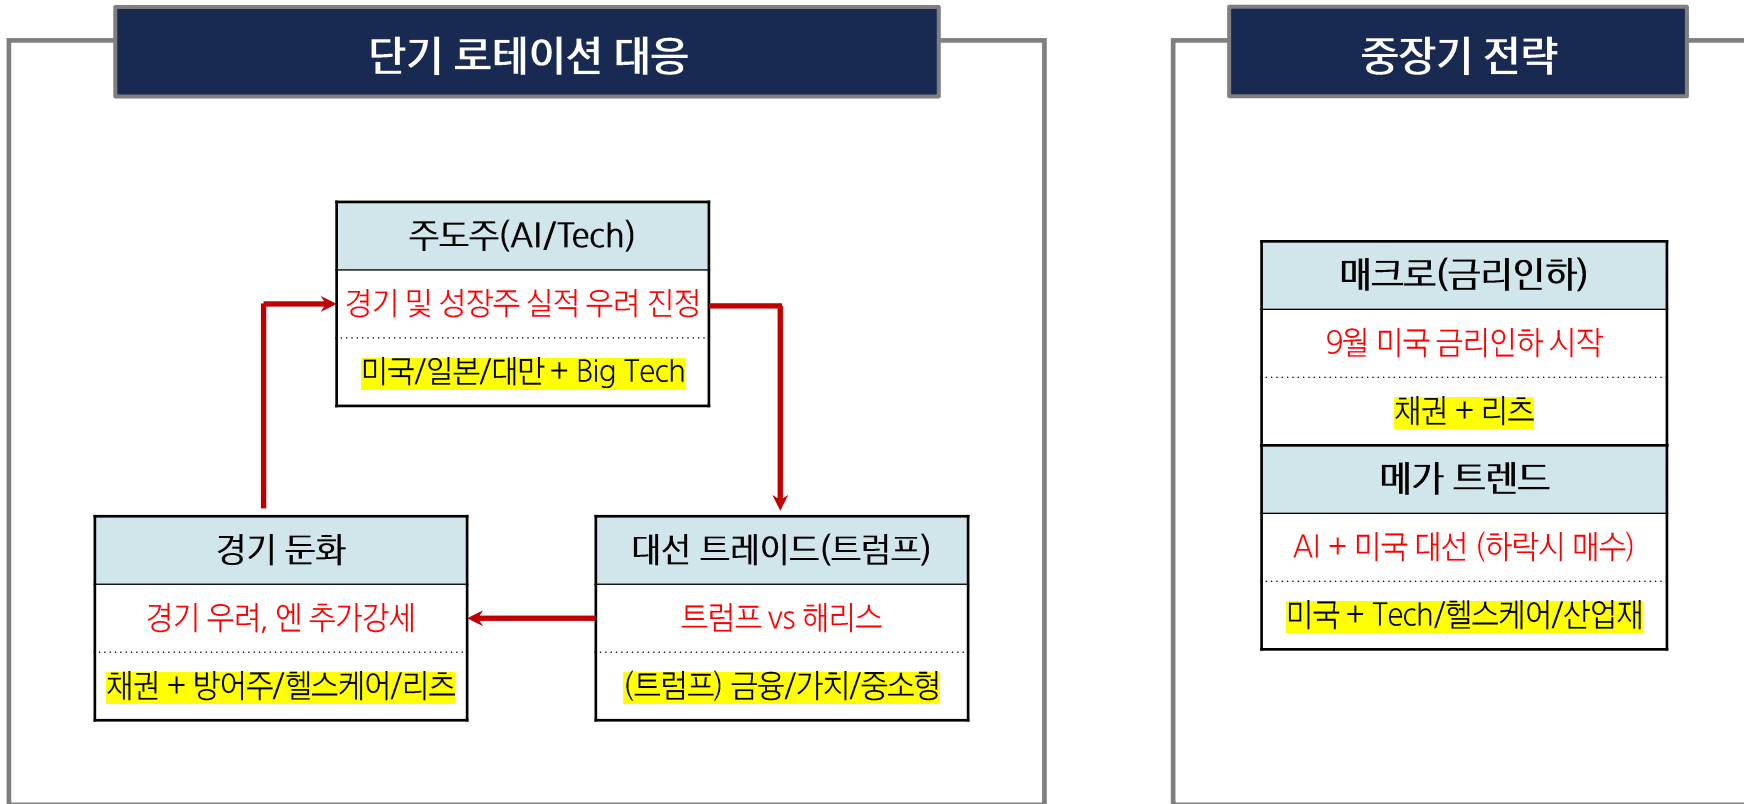 단기 로테이션 대응
주도주(AI/Tech)
경기 및 성장주 실적 우려 진정
미국/일본/대만 + Big Tech
경기 둔화
경기 우려, 엔 추가강세
채권 + 방어주/헬스케어/리츠
대선 트레이드(트럼프)
트럼프 vs 해리스
(트럼프) 금융/가치/중소형
중장기 전략
매크로(금리인하)
9월 미국 금리인하 시작
채권 + 리츠
메가 트렌드
AI + 미국 대선 (하락시 매수)
미국 + Tech/헬스케어/산업재